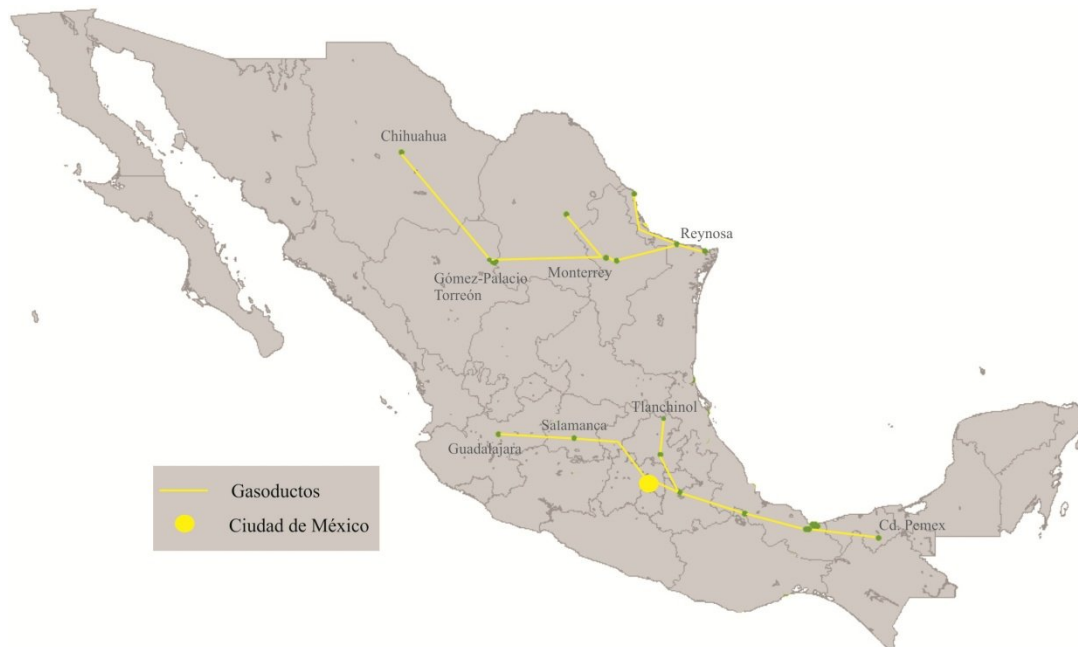 Chihuahua
Reynosa
Monterrey
Gómez-Palacio
Torreón
Tlanchinol
Salamanca
Guadalajara
Gasoductos
Ciudad de México
Cd. Pemex